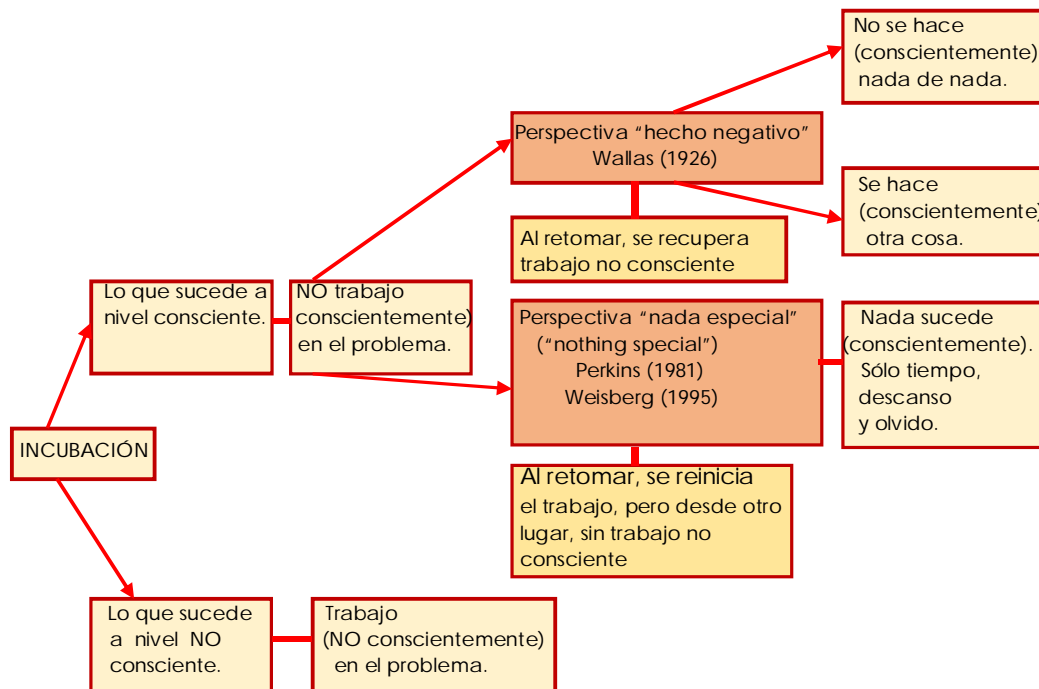 No se hace
(conscientemente)
nada de nada.
Perspectiva “hecho negativo”
Wallas (1926)
Se hace
(conscientemente)
otra cosa.
Al retomar, se recupera
trabajo no consciente
Lo que sucede a
nivel consciente.
NO trabajo
conscientemente)
en el problema.
Perspectiva “nada especial”
(“nothing special”)
Perkins (1981)
Weisberg (1995)
Nada sucede
(conscientemente).
Sólo tiempo,
descanso
y olvido.
INCUBACIÓN
Al retomar, se reinicia
el trabajo, pero desde otro
lugar, sin trabajo no
consciente
Lo que sucede
a nivel NO
consciente.
Trabajo
(NO conscientemente)
en el problema.